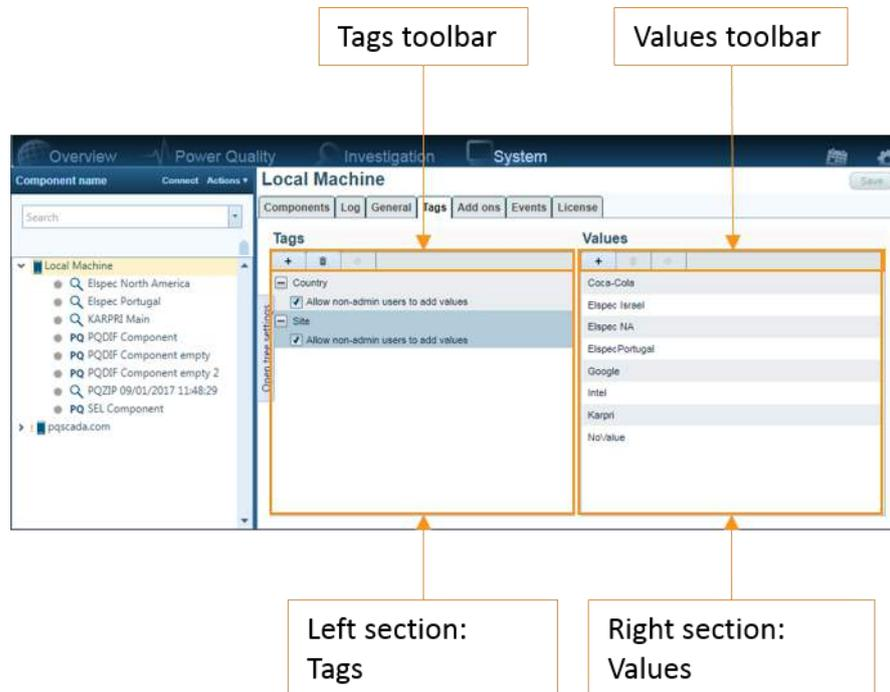 Tags toolbar
Values toolbar
Overview
Power Quality
Investigation
System
Component name
Connect
Actions
Local Machine
Save
Components
Log
General
Tags
Add ons
Events
License
Search
Tags
Values
Local Machine
Elspec North America
Elspec Portugal
KARPRI Main
PQ PQDIF Component
PQ PQDIF Component empty
PQ PQDIF Component empty 2
PQZIP 09/01/2017 11:48:29
PQ SEL Component
pqscada.com
Open tree settings
Country
Allow non-admin users to add values
Site
Allow non-admin users to add values
Coca-Cola
Elspec Israel
Elspec NA
ElspecPortugal
Google
Intel
Karpri
NoValue
Left section:
Tags
Right section:
Values